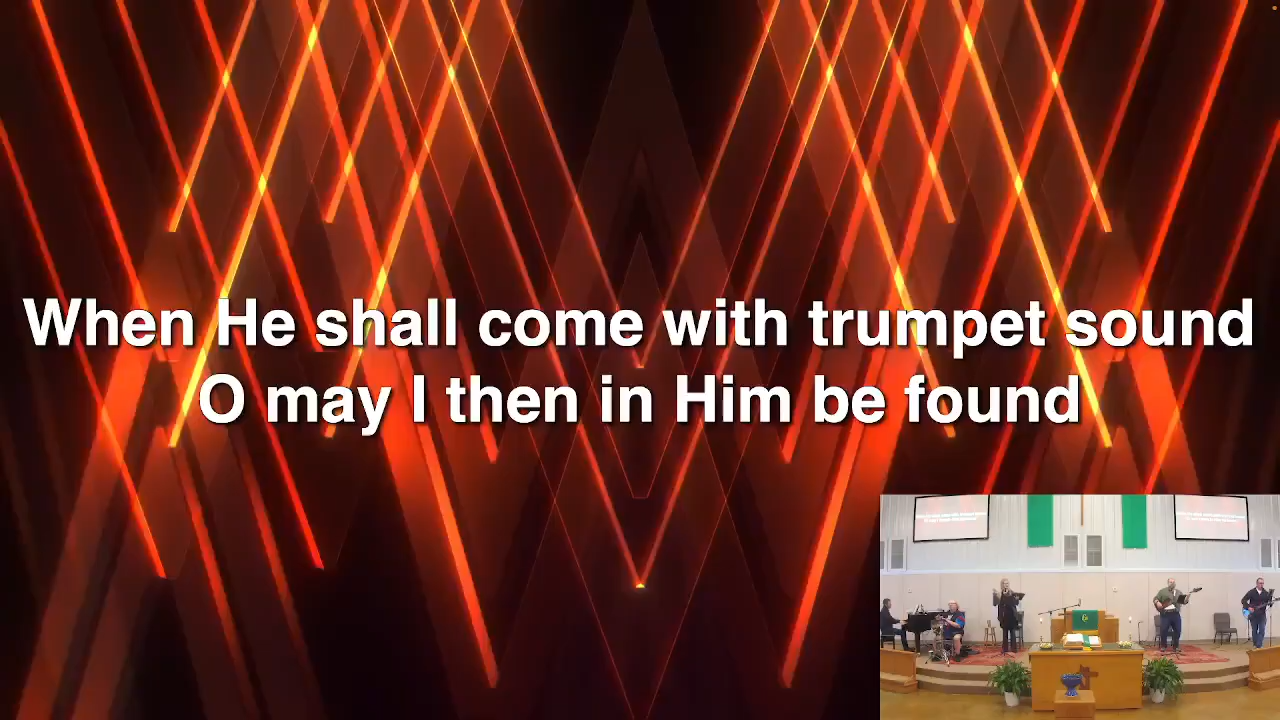 When He shall come with trumpet sound
O may I then in Him be found